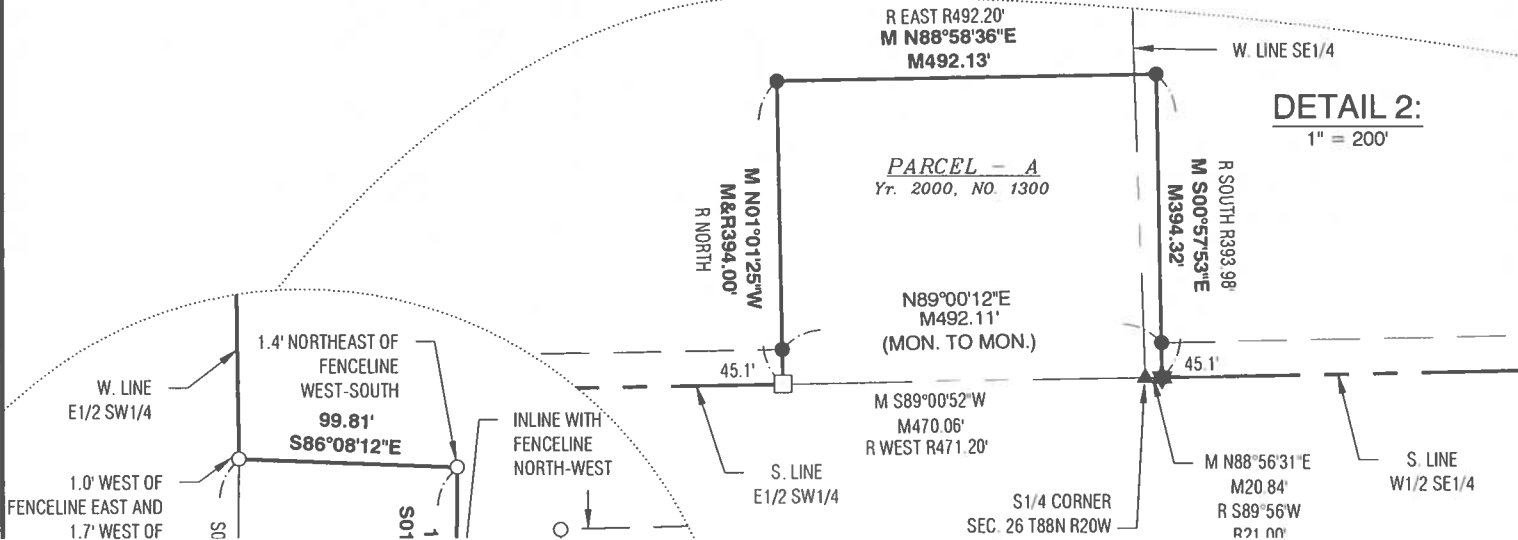 R EAST R492.20'
M N88°58'36"E
M492.13'
W. LINE SE1/4
DETAIL 2:
1" = 200'
PARCEL - A
Yr. 2000, NO. 1300
M N01°01'25"W
M&R394.00'
R NORTH
R SOUTH R393.98'
M S00°57'53"E
M394.32'
N89°00'12"E
M492.11'
(MON. TO MON.)
45.1'
45.1'
M S89°00'52"W
M470.06'
R WEST R471.20'
S. LINE
E1/2 SW1/4
S1/4 CORNER
SEC. 26 T88N R20W
M N88°56'31"E
M20.84'
R S89°56'W
R21.00'
S. LINE
W1/2 SE1/4
W. LINE
E1/2 SW1/4
1.4' NORTHEAST OF
FENCELINE
WEST-SOUTH
99.81'
S86°08'12"E
INLINE WITH
FENCELINE
NORTH-WEST
1.0' WEST OF
FENCELINE EAST AND
1.7' WEST OF
S0
S01
1